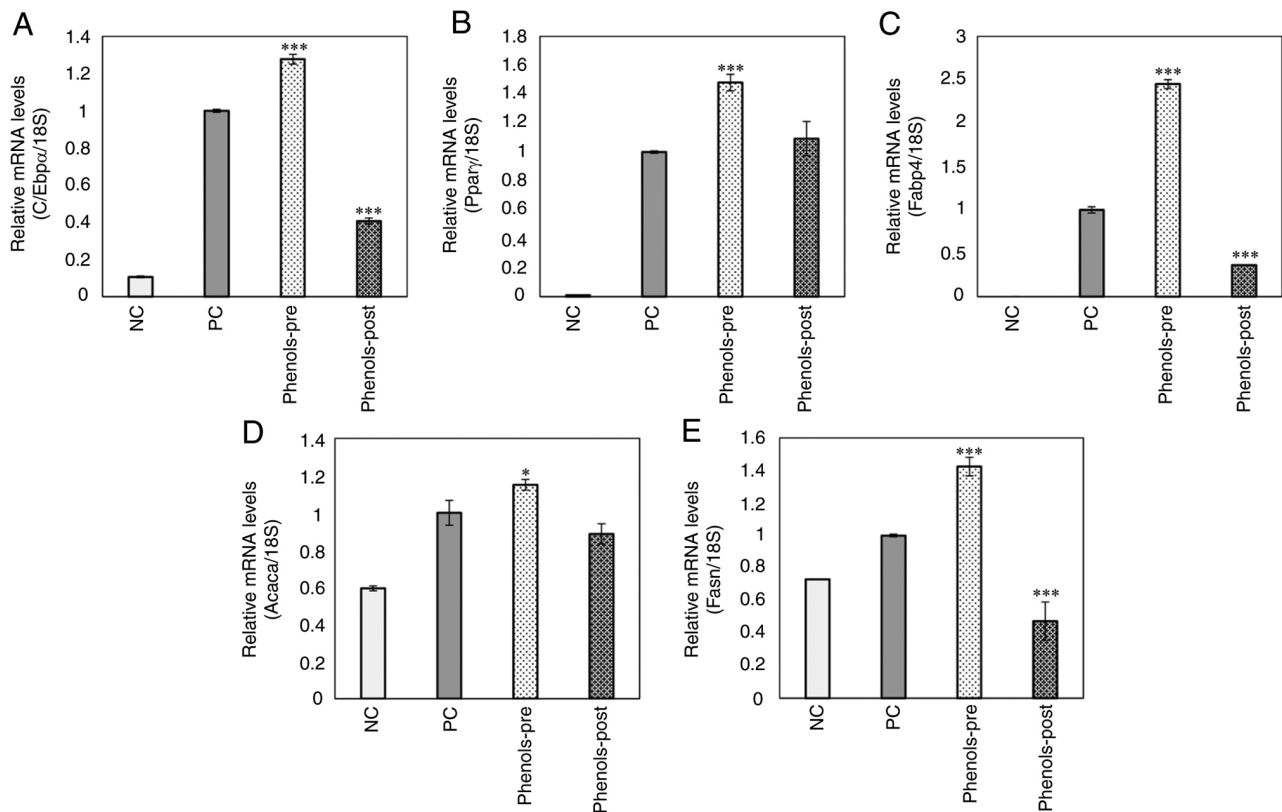 A
Relative mRNA levels
(C/Ebpα/18S)
1.4
1.2
1
0.8
0.6
0.4
0.2
0
***
***
NC
PC
Phenols-pre
Phenols-post
B
Relative mRNA levels
(Pparγ/18S)
1.8
1.6
1.4
1.2
1
0.8
0.6
0.4
0.2
0
***
NC
PC
Phenols-pre
Phenols-post
C
Relative mRNA levels
(Fabp4/18S)
3
2.5
2
1.5
1
0.5
0
***
***
NC
PC
Phenols-pre
Phenols-post
D
Relative mRNA levels
(Acaca/18S)
1.4
1.2
1
0.8
0.6
0.4
0.2
0
*
NC
PC
Phenols-pre
Phenols-post
E
Relative mRNA levels
(Fasn/18S)
1.6
1.4
1.2
1
0.8
0.6
0.4
0.2
0
***
***
NC
PC
Phenols-pre
Phenols-post